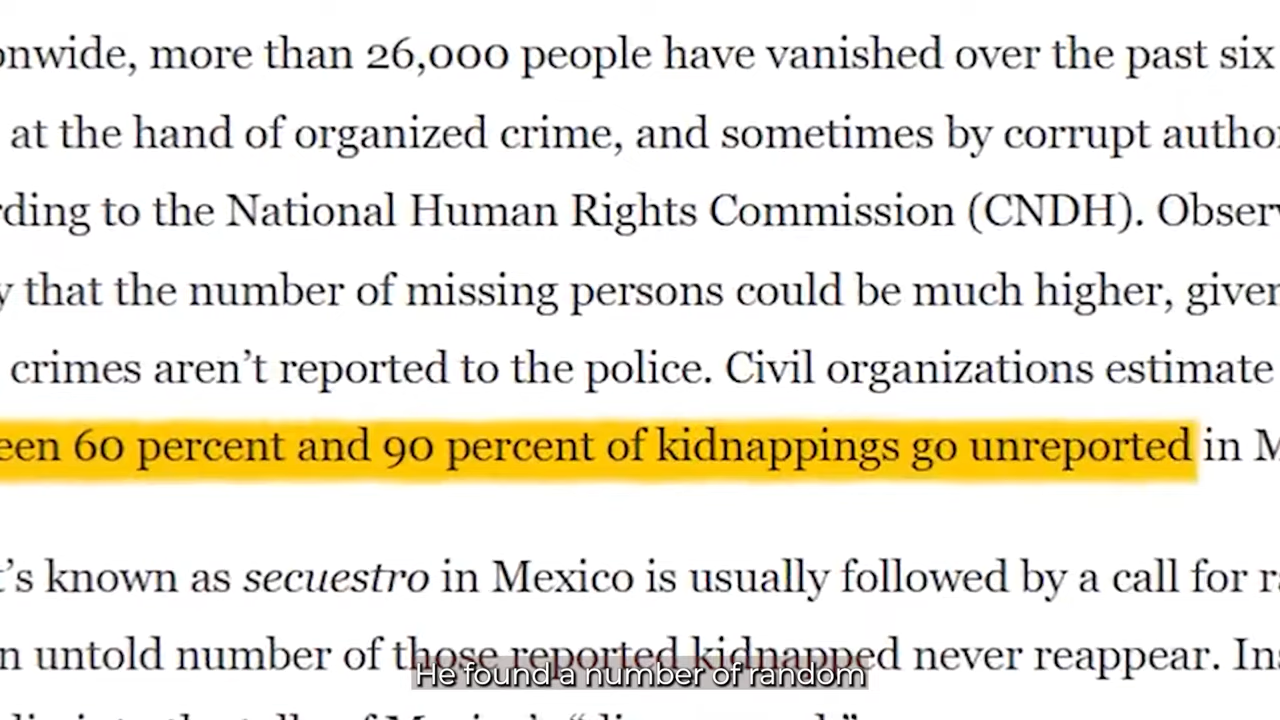 onwide, more than 26,000 people have vanished over the past six
at the hand of organized crime, and sometimes by corrupt autho
rding to the National Human Rights Commission (CNDH). Obser
y that the number of missing persons could be much higher, given
crimes aren’t reported to the police. Civil organizations estimate
een 60 percent and 90 percent of kidnappings go unreported in M
t’s known as secuestro in Mexico is usually followed by a call for ra
n untold number of those reported kidnapped never reappear. Ins
He found a number of random